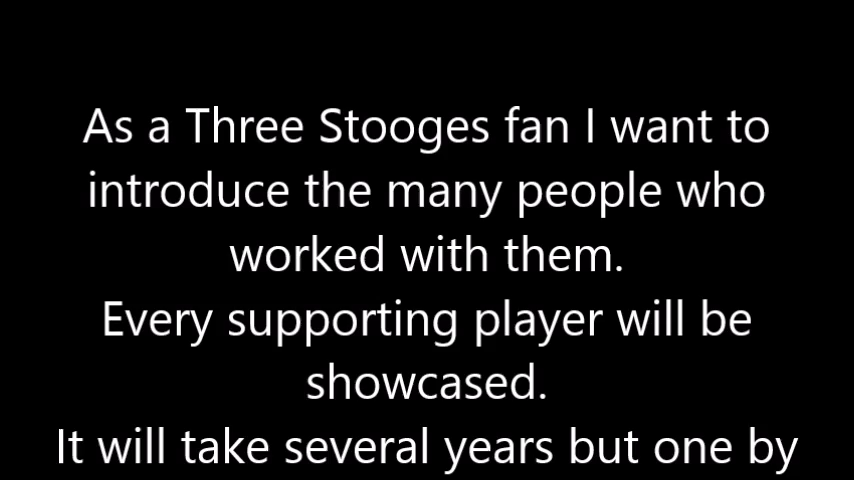 As a Three Stooges fan I want to
introduce the many people who
worked with them.
Every supporting player will be
showcased.
It will take several years but one by